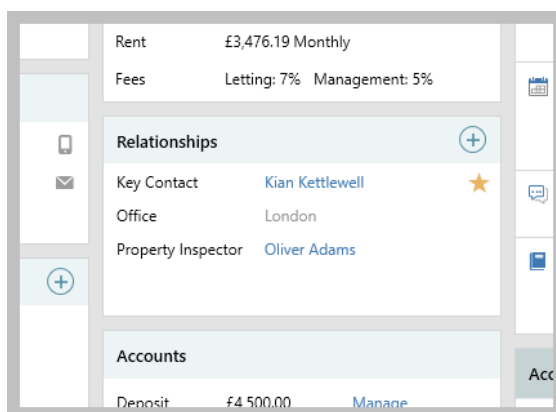 Rent £3,476.19 Monthly
Fees Letting: 7% Management: 5%
Relationships
Key Contact Kian Kettlewell
Office London
Property Inspector Oliver Adams
Accounts
Acc
Deposit £4,500.00 Manage